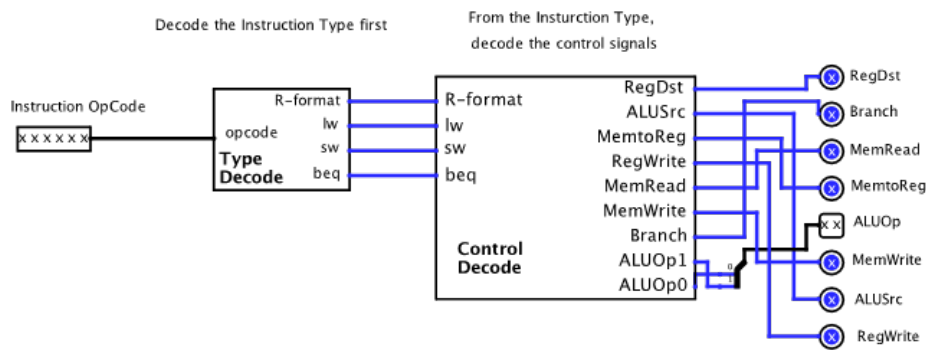 Decode the Instruction Type first
From the Insturction Type,
decode the control signals
Instruction OpCode
x x x x x x
opcode
Type
Decode
R-format
lw
sw
beq
R-format
lw
sw
beq
Control
Decode
RegDst
ALUSrc
MemtoReg
RegWrite
MemRead
MemWrite
Branch
ALUOp1
ALUOp0
0
1
x
RegDst
x
Branch
x
MemRead
x
MemtoReg
x x
ALUOp
x
MemWrite
x
ALUSrc
x
RegWrite